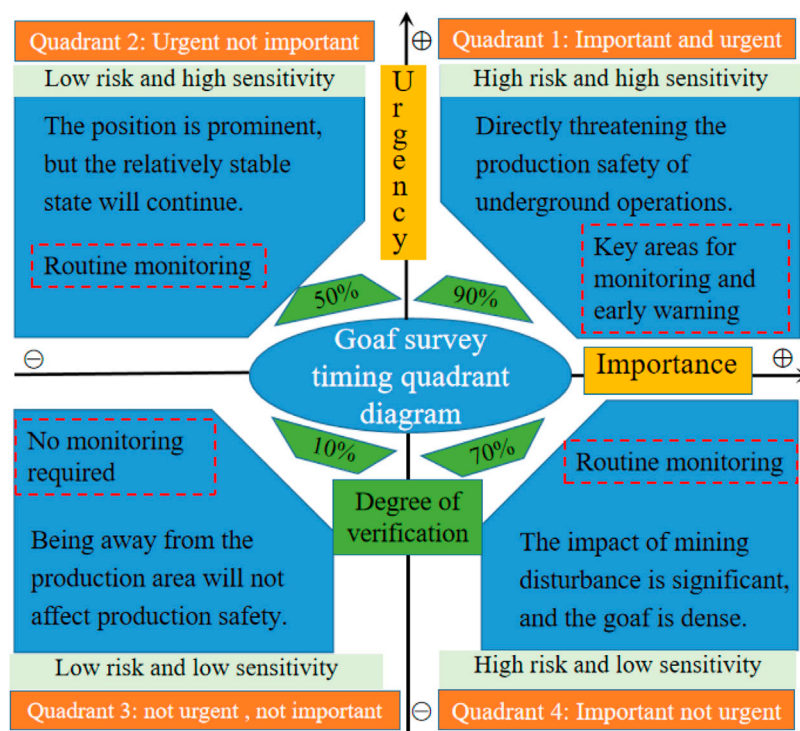 Quadrant 2: Urgent not important
⊕
Quadrant 1: Important and urgent
Low risk and high sensitivity
Urgency
High risk and high sensitivity
The position is prominent,
but the relatively stable
state will continue.
Routine monitoring
Directly threatening the
production safety of
underground operations.
Key areas for
monitoring and
early warning
50%
90%
⊖
Goaf survey
timing quadrant
diagram
Importance
⊕
10%
70%
No monitoring
required
Degree of
verification
Routine monitoring
Being away from the
production area will not
affect production safety.
The impact of mining
disturbance is significant,
and the goaf is dense.
Low risk and low sensitivity
High risk and low sensitivity
Quadrant 3: not urgent , not important
⊖
Quadrant 4: Important not urgent